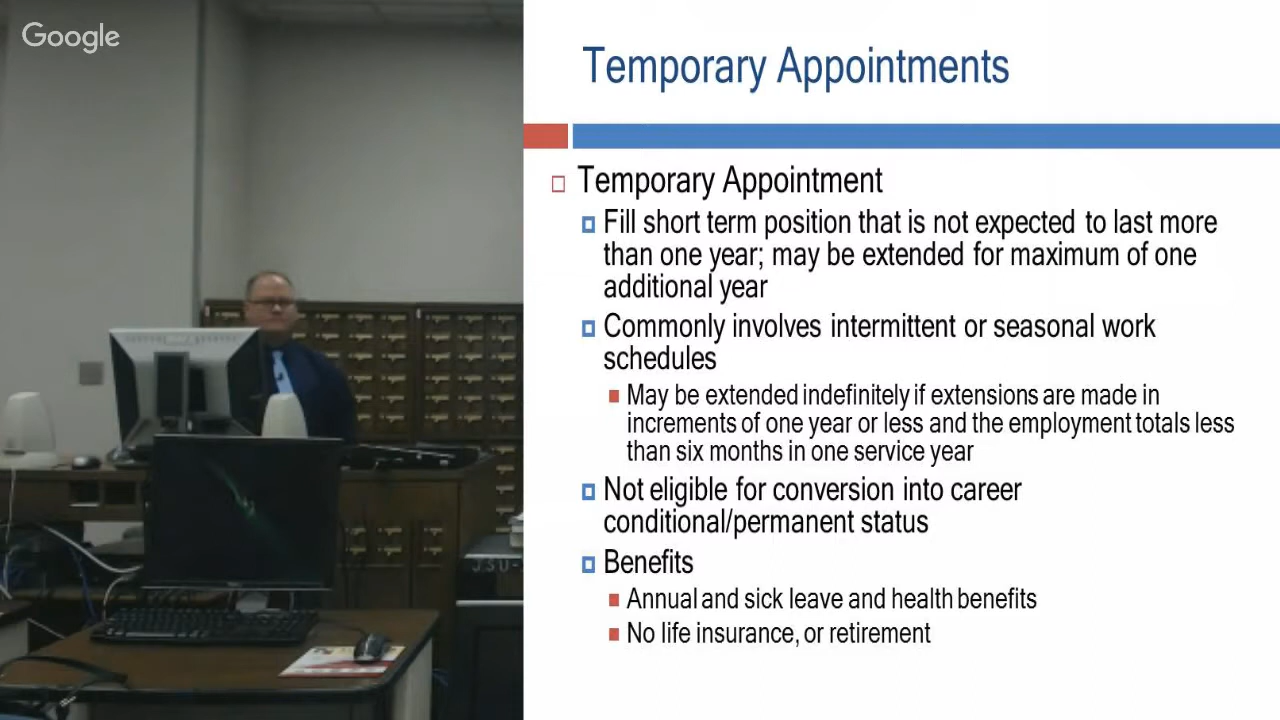 Google
Temporary Appointments
Temporary Appointment
Fill short term position that is not expected to last more
than one year; may be extended for maximum of one
additional year
Commonly involves intermittent or seasonal work
schedules
May be extended indefinitely if extensions are made in
increments of one year or less and the employment totals less
than six months in one service year
Not eligible for conversion into career
conditional/permanent status
Benefits
Annual and sick leave and health benefits
No life insurance, or retirement
JSU-